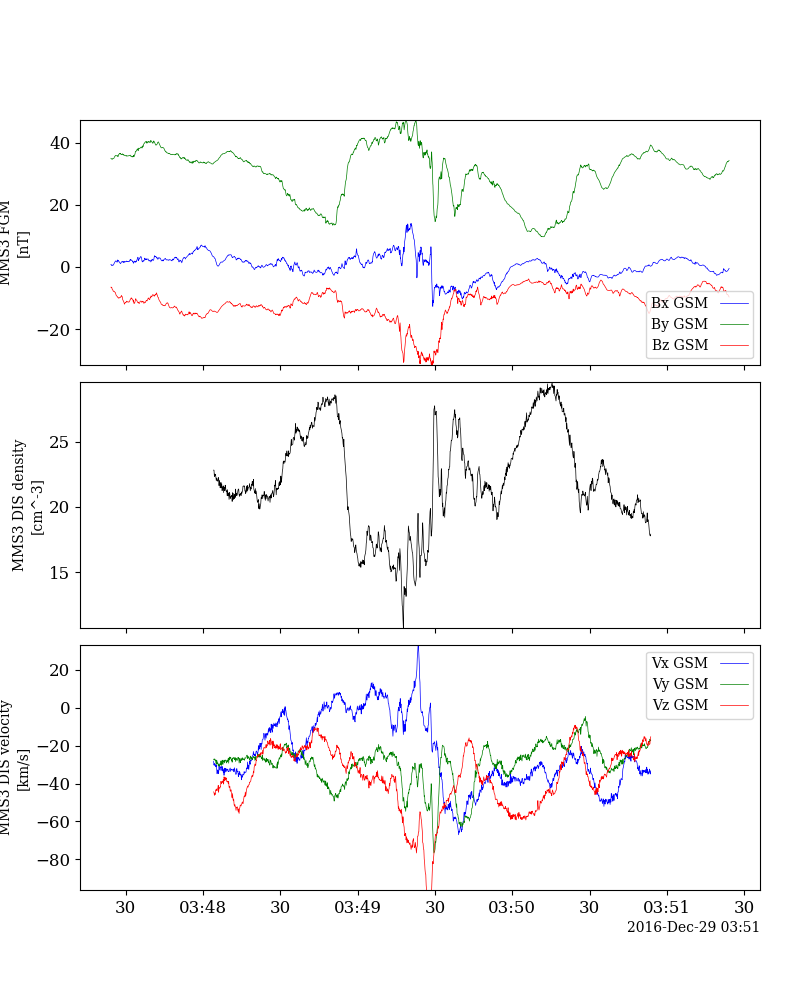 40
20
0
−20
MMS3 FGM
[nT]
Bx GSM
By GSM
Bz GSM
25
20
15
MMS3 DIS density
[cm^-3]
20
0
−20
−40
−60
−80
MMS3 DIS velocity
[km/s]
Vx GSM
Vy GSM
Vz GSM
30 03:48 30 03:49 30 03:50 30 03:51 30
2016-Dec-29 03:51